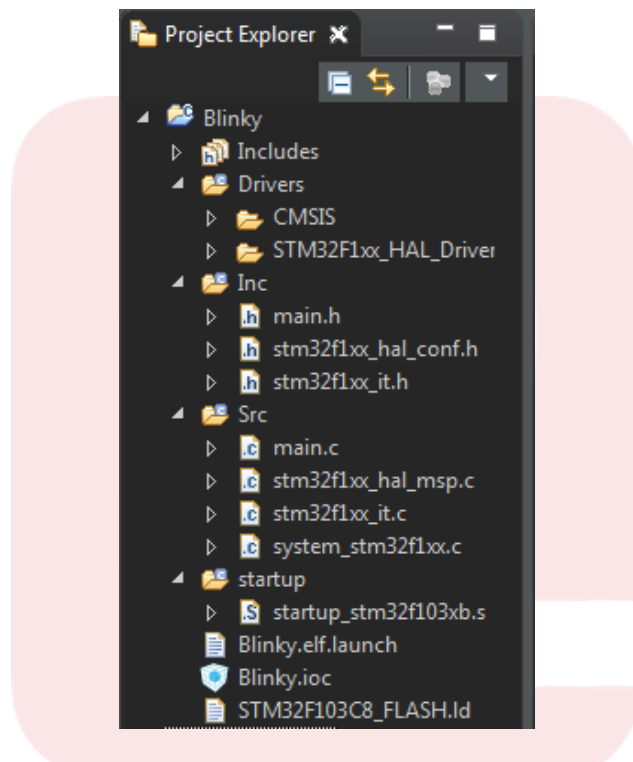 Project Explorer
Blinky
Includes
Drivers
CMSIS
STM32F1xx_HAL_Driver
Inc
main.h
stm32f1xx_hal_conf.h
stm32f1xx_it.h
Src
main.c
stm32f1xx_hal_msp.c
stm32f1xx_it.c
system_stm32f1xx.c
startup
startup_stm32f103xb.s
Blinky.elf.launch
Blinky.ioc
STM32F103C8_FLASH.ld